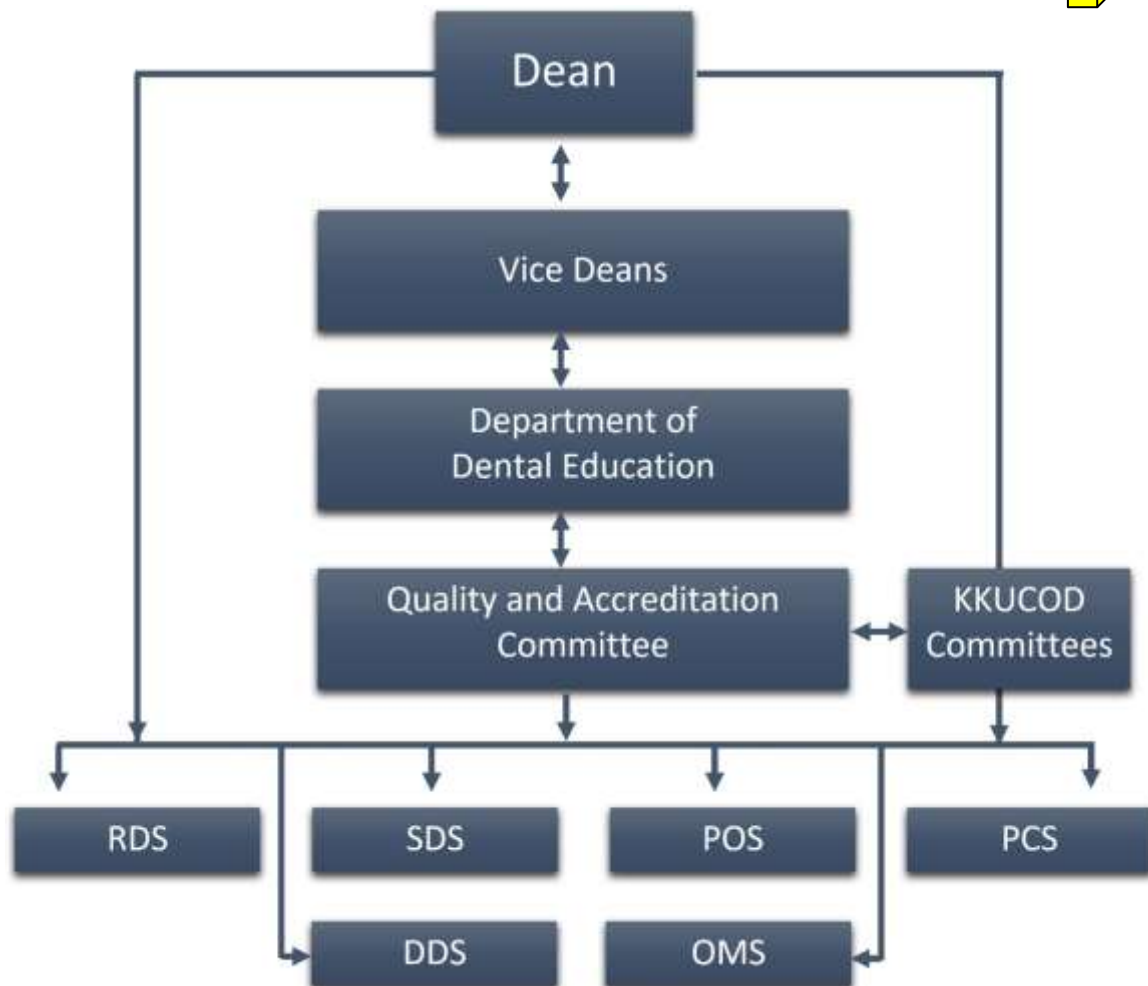 Dean
Vice Deans
Department of
Dental Education
Quality and Accreditation
Committee
KKUCOD
Committees
RDS
SDS
POS
PCS
DDS
OMS